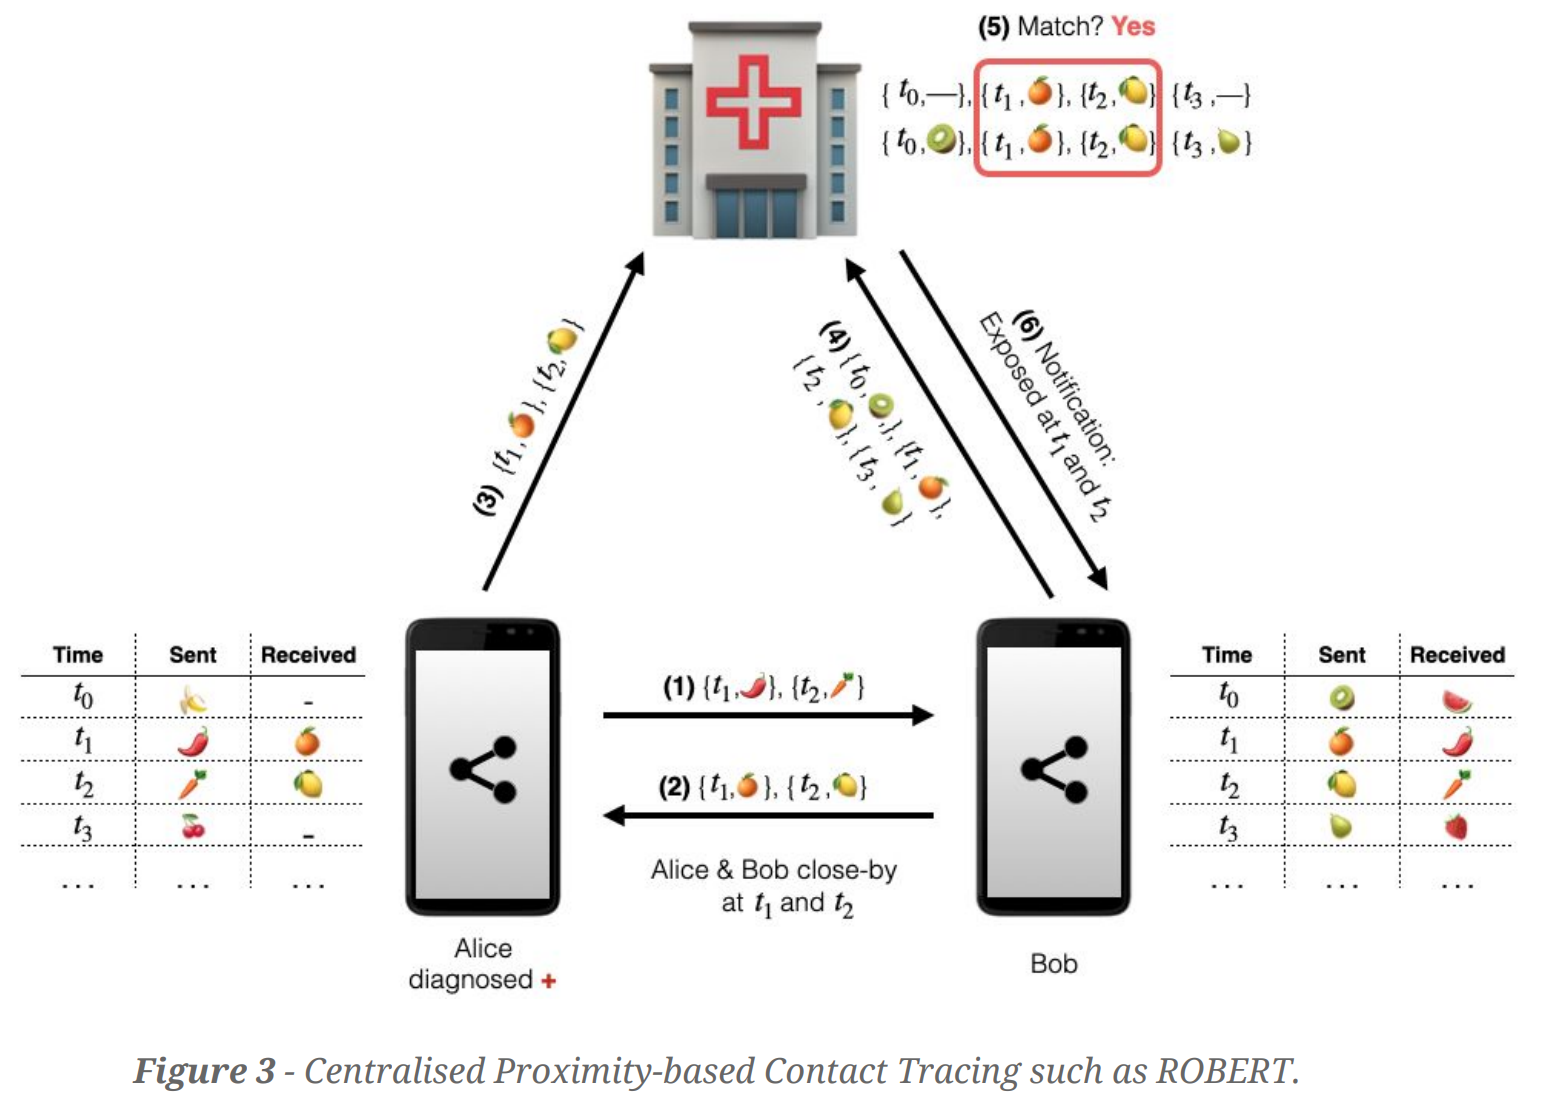 (5) Match? Yes
{ t0,—}, {t1, }, {t2, } {t3,—}
{ t0, }, {t1, }, {t2, } {t3, }
(3) {t1, }, {t2, }
(4) {t0, }, {t1, },
{t2, }, {t3, }
(6) Notification:
Exposed at t1 and t2
Time Sent Received
t0 -
t1
t2
t3 -
... ... ...
(1) {t1, }, {t2, }
(2) {t1, }, {t2, }
Alice & Bob close-by
at t1 and t2
Time Sent Received
t0
t1
t2
t3
... ... ...
Alice
diagnosed +
Bob
Figure 3 - Centralised Proximity-based Contact Tracing such as ROBERT.